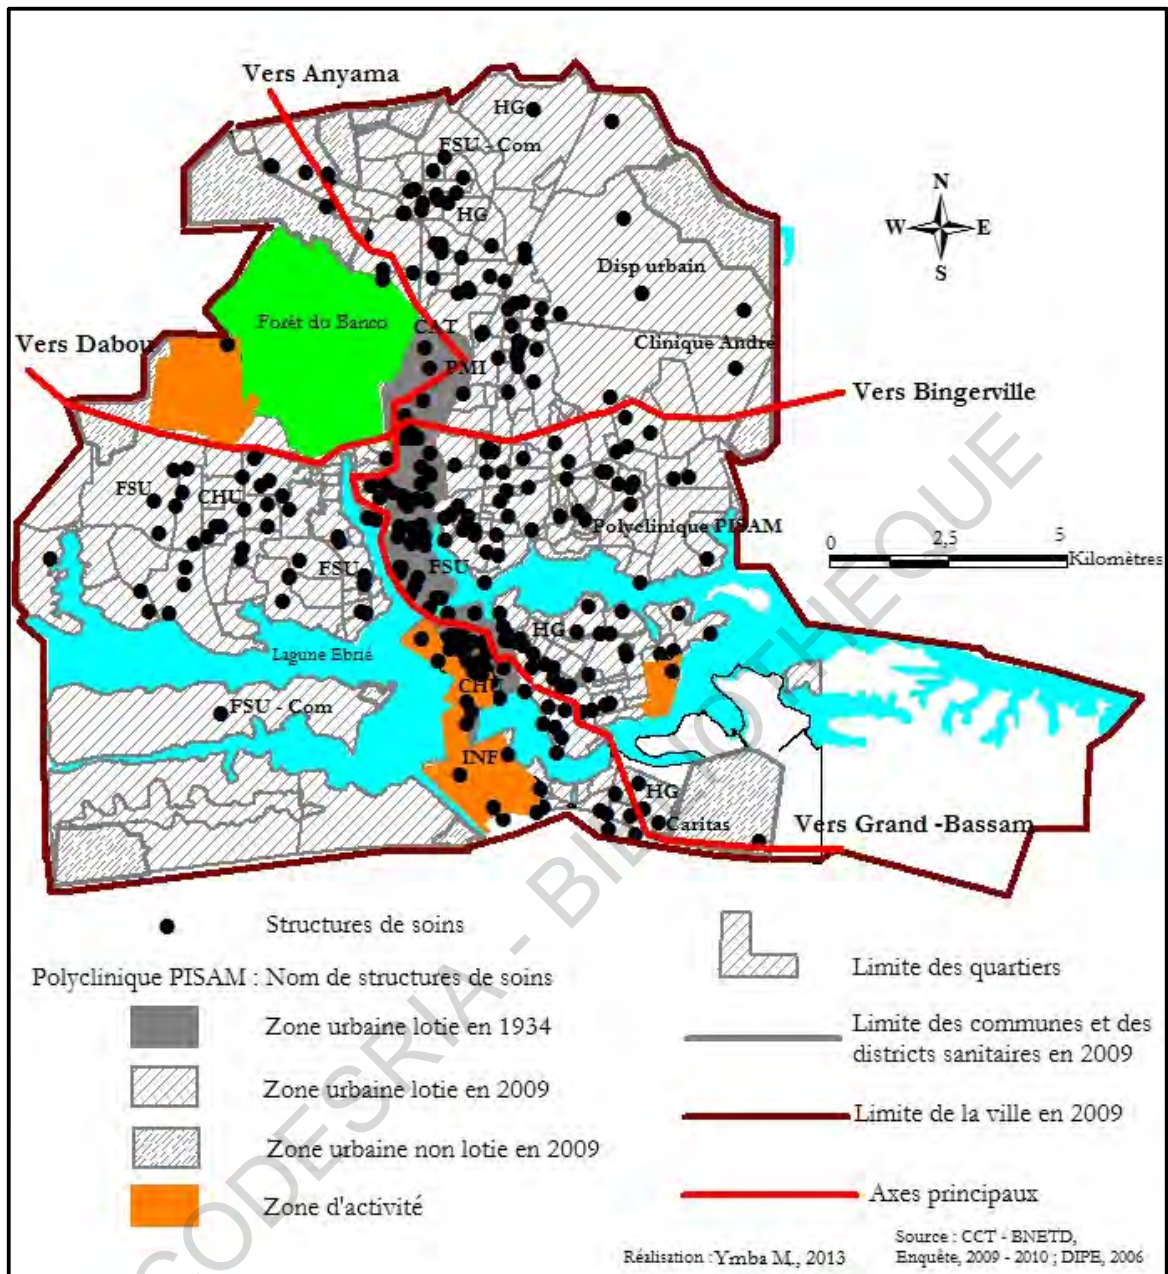 Vers Anyama
HG
FSU - Com
HG
N
W E
S
Disp urbain
Forêt du Banco
CAT
Vers Dabou
Clinique André
PMI
Vers Bingerville
FSU
CHU
Polyclinique PISAM
0 2,5 5
Kilomètres
FSU
FSU
HG
Lagune Ebrié
CHU
FSU - Com
INF
HG
Caritas
Vers Grand -Bassam
CODESRIA - BIBLIOTHEQUE
Structures de soins
Polyclinique PISAM : Nom de structures de soins
Zone urbaine lotie en 1934
Zone urbaine lotie en 2009
Zone urbaine non lotie en 2009
Zone d'activité
Limite des quartiers
Limite des communes et des
districts sanitaires en 2009
Limite de la ville en 2009
Axes principaux
Réalisation : Ymba M., 2013
Source : CCT - BNETD,
Enquête, 2009 - 2010 ; DIPE, 2006